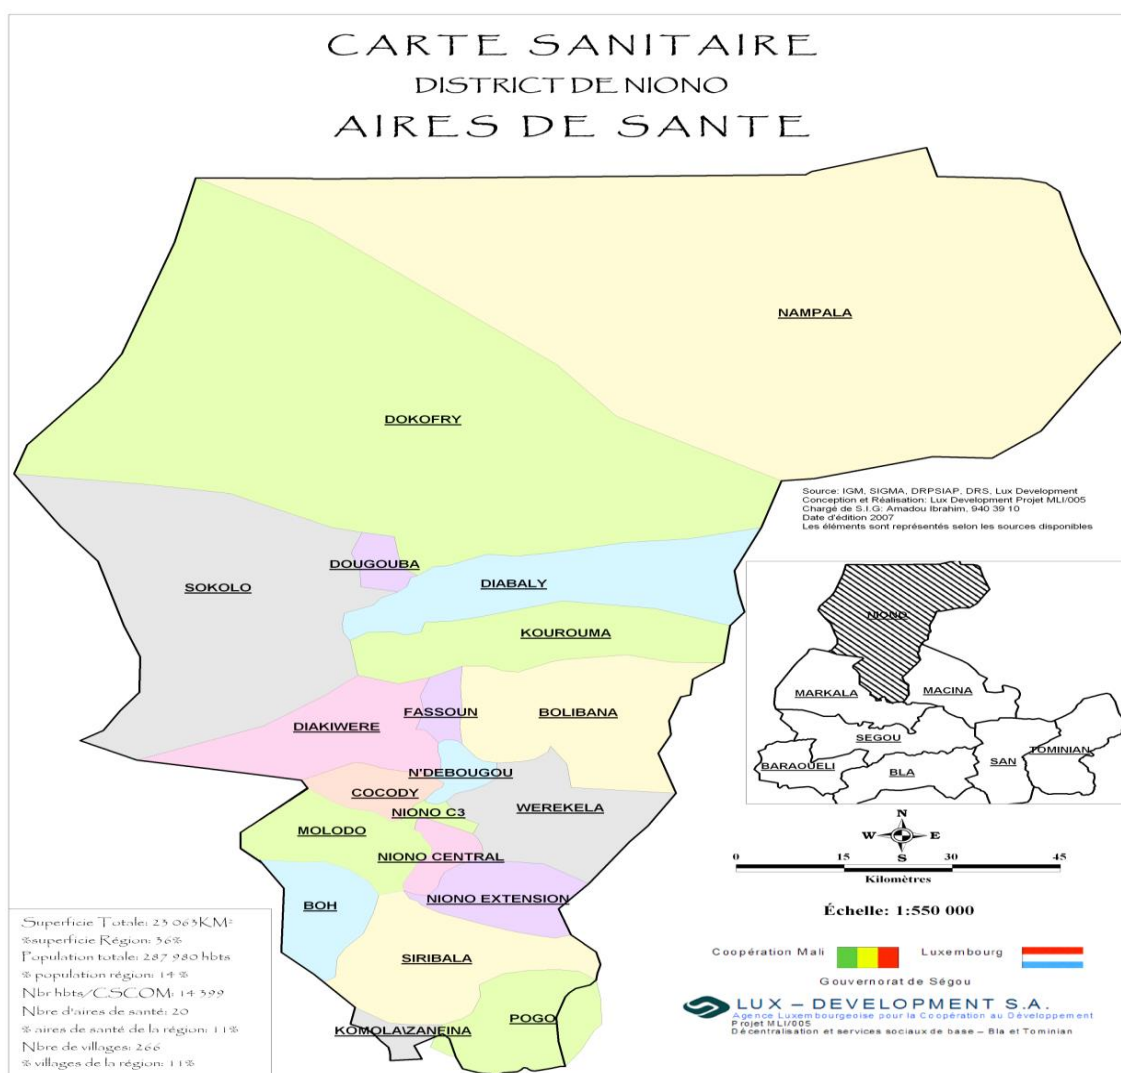 CARTE SANITAIRE
DISTRICT DE NIONO
AIRES DE SANTE
NAMPALA
DOKOFRY
Source: IGM, SIGMA, DRPSIAP, DRS, Lux Development
Conception et Réalisation: Lux Development Projet MLI/005
Chargé de S.I.G: Amadou Ibrahim, 940 39 10
Date d'édition 2007
Les éléments sont représentés selon les sources disponibles
DOUGOUBA
SOKOLO
DIABALY
KOUROUMA
FASSOUN
BOLIBANA
DIAKIWERE
N'DEBOUGOU
COCODY
WEREKELA
NIONO C3
MOLODO
NIONO CENTRAL
NIONO EXTENSION
BOH
SIRIBALA
POGO
KOMOLA/ZANFINA
NIONO
MARKALA
MACINA
SEGOU
TOMINIAN
BARAOUELI
BLA
SAN
N
W E
S
0 15 30 45
Kilomètres
Échelle: 1:550 000
Superficie Totale: 23 063KM²
%superficie Région: 36%
Population totale: 287 980 hbts
% population région: 14 %
Nbr hbts/CSCOM: 14 399
Nbre d'aires de santé: 20
% aires de santé de la région: 11%
Nbre de villages: 266
% villages de la région: 11%
Coopération Mali Luxembourg
Gouvernorat de Ségou
LUX – DEVELOPMENT S.A.
Agence Luxembourgeoise pour la Coopération au Développement
Projet MLI/005
Décentralisation et services sociaux de base – Bla et Tominian